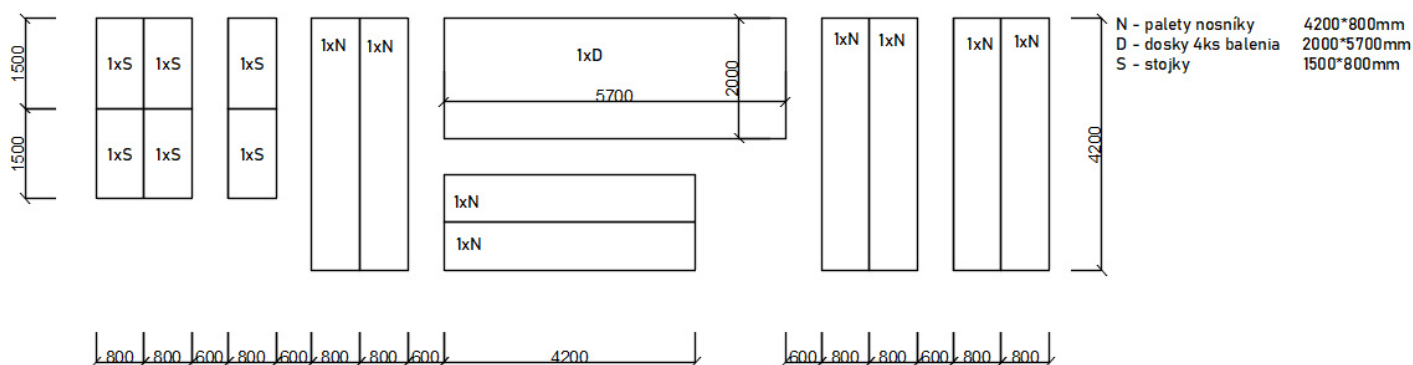 N - palety nosníky 4200*800mm
D - dosky 4ks balenia 2000*5700mm
S - stojky 1500*800mm
1500
1xS 1xS 1xS 1xN 1xN 1xD 1xN 1xN 1xN 1xN
2000
5700
1500
1xS 1xS 1xS
4200
1xN
1xN
800 800 600 800 600 800 800 600 4200 600 800 800 600 800 800